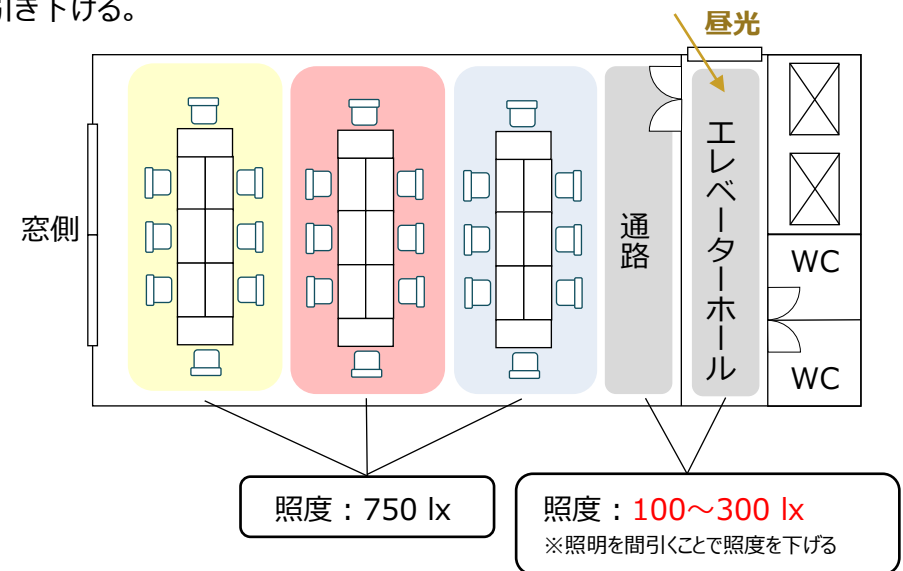 引き下げる。
昼光
窓側
通路
エレベーターホール
WC
WC
照度：750 lx
照度：100～300 lx
※照明を間引くことで照度を下げる